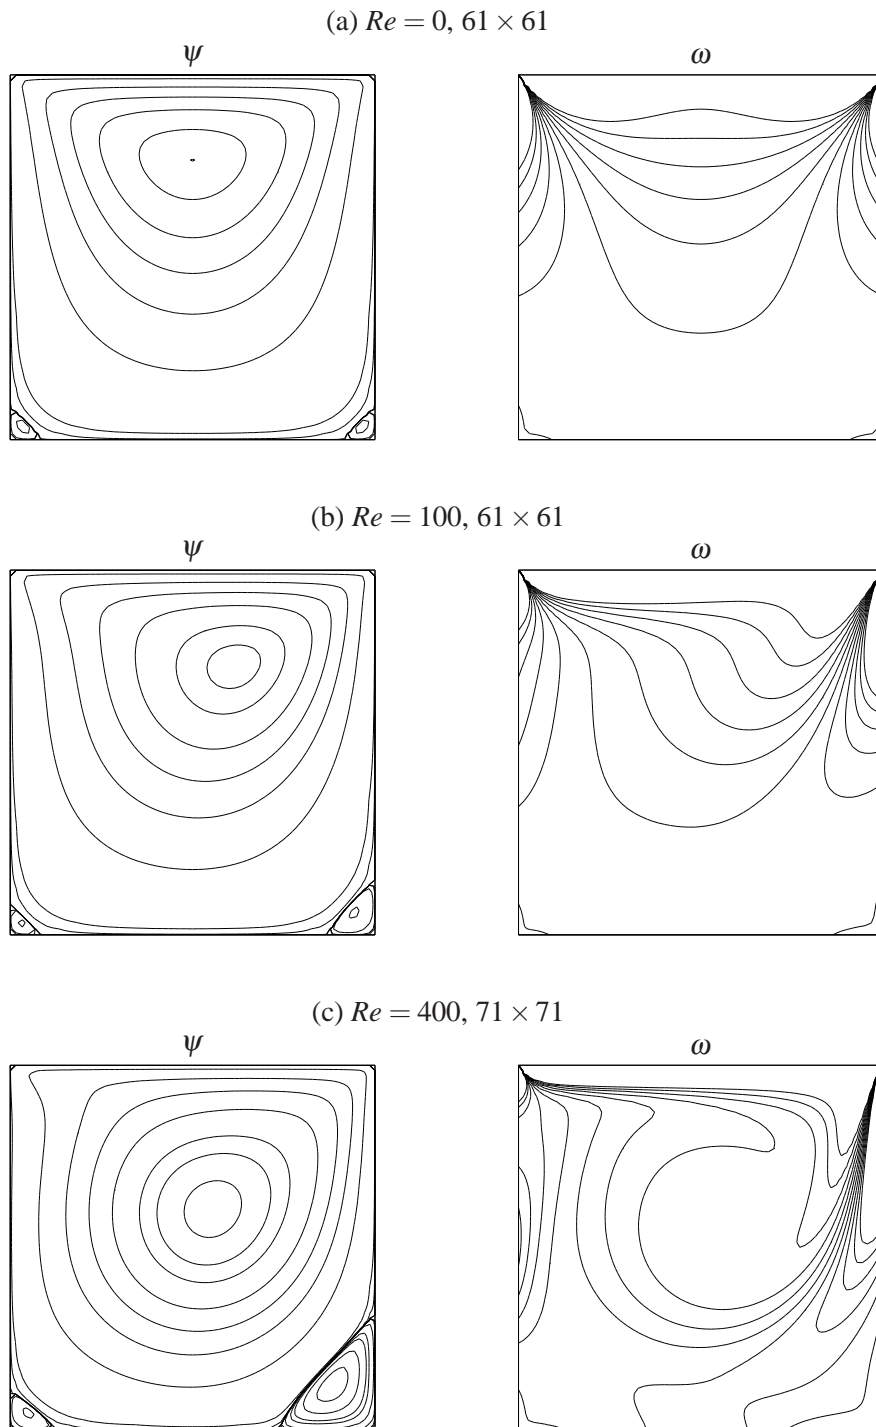 (a) Re = 0, 61 × 61
ψ ω
(b) Re = 100, 61 × 61
ψ ω
(c) Re = 400, 71 × 71
ψ ω